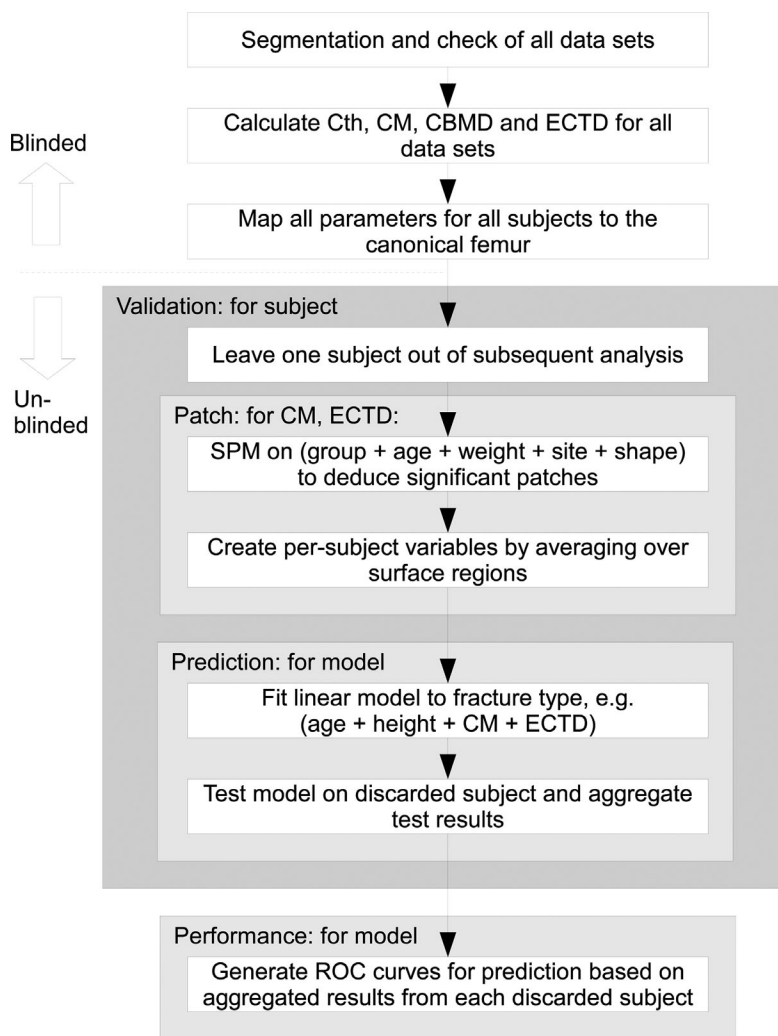 Segmentation and check of all data sets
Calculate Cth, CM, CBMD and ECTD for all
data sets
Blinded
Map all parameters for all subjects to the
canonical femur
Validation: for subject
Leave one subject out of subsequent analysis
Un-
blinded
Patch: for CM, ECTD:
SPM on (group + age + weight + site + shape)
to deduce significant patches
Create per-subject variables by averaging over
surface regions
Prediction: for model
Fit linear model to fracture type, e.g.
(age + height + CM + ECTD)
Test model on discarded subject and aggregate
test results
Performance: for model
Generate ROC curves for prediction based on
aggregated results from each discarded subject